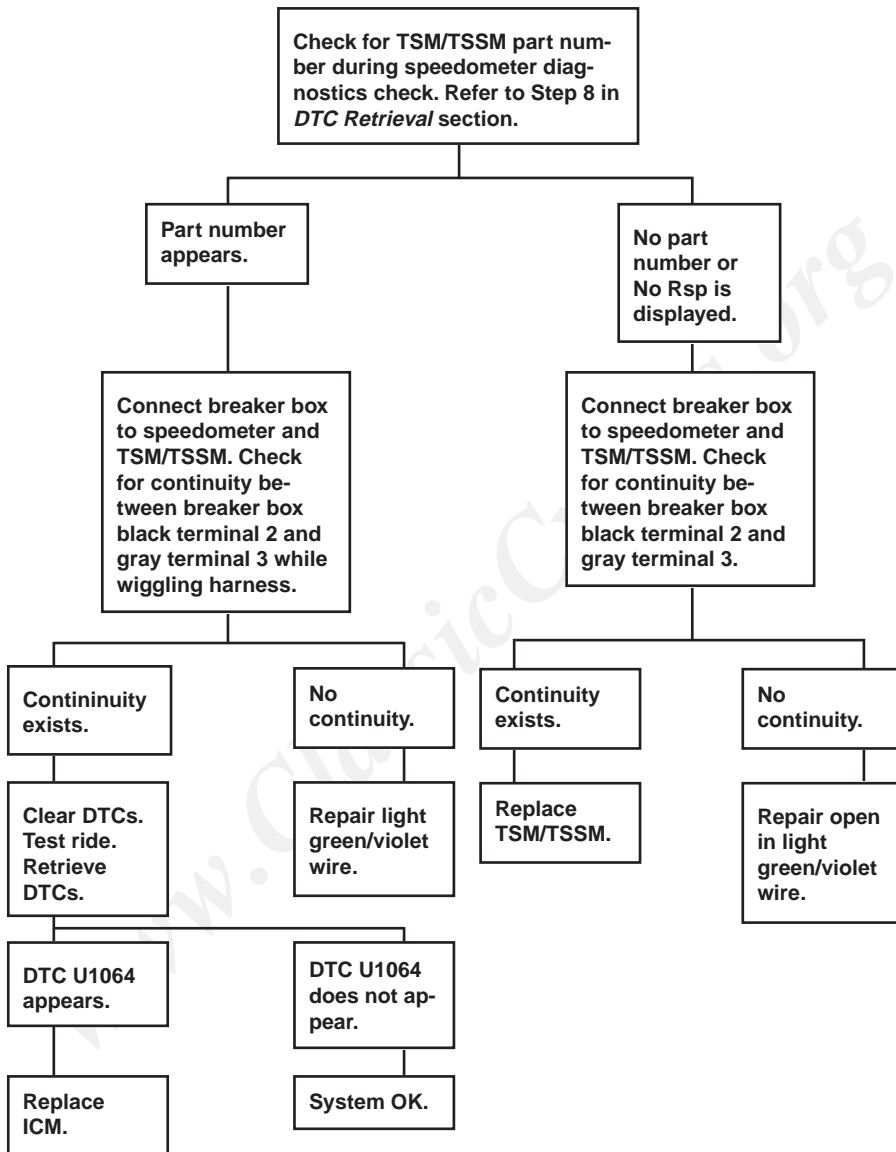 Check for TSM/TSSM part num-
ber during speedometer diag-
nostics check. Refer to Step 8 in
DTC Retrieval section.
Part number
appears.
No part
number or
No Rsp is
displayed.
Connect breaker box
to speedometer and
TSM/TSSM. Check
for continuity be-
tween breaker box
black terminal 2 and
gray terminal 3 while
wiggling harness.
Connect breaker box
to speedometer and
TSM/TSSM. Check
for continuity be-
tween breaker box
black terminal 2 and
gray terminal 3.
Contininuity
exists.
No
continuity.
Continuity
exists.
No
continuity.
Clear DTCs.
Test ride.
Retrieve
DTCs.
Repair light
green/violet
wire.
Replace
TSM/TSSM.
Repair open
in light
green/violet
wire.
DTC U1064
appears.
DTC U1064
does not ap-
pear.
Replace
ICM.
System OK.